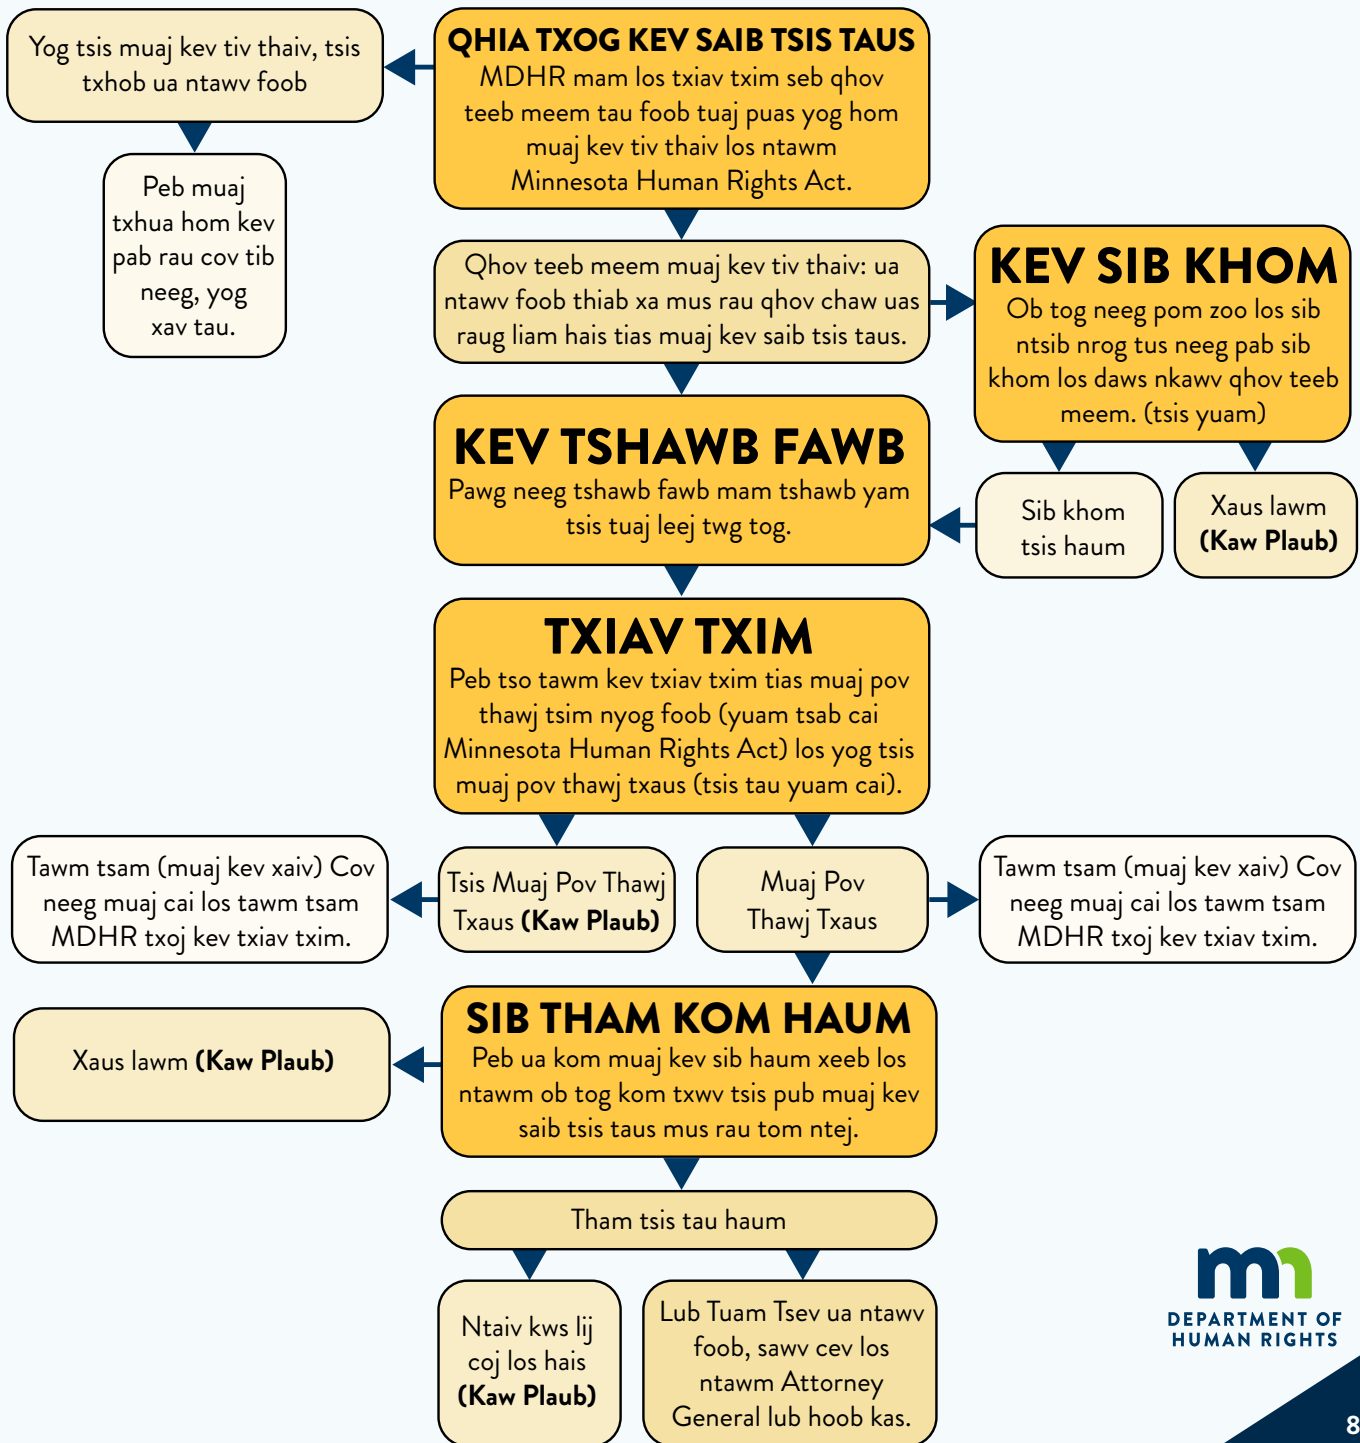 Yog tsis muaj kev tiv thaiv, tsis
txhob ua ntawv foob
Peb muaj
txhua hom kev
pab rau cov tib
neeg, yog
xav tau.
QHIA TXOG KEV SAIB TSIS TAUS
MDHR mam los txiav txim seb qhov
teeb meem tau foob tuaj puas yog hom
muaj kev tiv thaiv los ntawm
Minnesota Human Rights Act.
Qhov teeb meem muaj kev tiv thaiv: ua
ntawv foob thiab xa mus rau qhov chaw uas
raug liam hais tias muaj kev saib tsis taus.
KEV SIB KHOM
Ob tog neeg pom zoo los sib
ntsib nrog tus neeg pab sib
khom los daws nkawv qhov teeb
meem. (tsis yuam)
Sib khom
tsis haum
Xaus lawm
(Kaw Plaub)
KEV TSHAWB FAWB
Pawg neeg tshawb fawb mam tshawb yam
tsis tuaj leej twg tog.
TXIAV TXIM
Peb tso tawm kev txiav txim tias muaj pov
thawj tsim nyog foob (yuam tsab cai
Minnesota Human Rights Act) los yog tsis
muaj pov thawj txaus (tsis tau yuam cai).
Tawm tsam (muaj kev xaiv) Cov
neeg muaj cai los tawm tsam
MDHR txoj kev txiav txim.
Tsis Muaj Pov Thawj
Txaus (Kaw Plaub)
Muaj Pov
Thawj Txaus
Tawm tsam (muaj kev xaiv) Cov
neeg muaj cai los tawm tsam
MDHR txoj kev txiav txim.
SIB THAM KOM HAUM
Peb ua kom muaj kev sib haum xeeb los
ntawm ob tog kom txwv tsis pub muaj kev
saib tsis taus mus rau tom ntej.
Xaus lawm (Kaw Plaub)
Tham tsis tau haum
Ntaiv kws lij
coj los hais
(Kaw Plaub)
Lub Tuam Tsev ua ntawv
foob, sawv cev los
ntawm Attorney
General lub hoob kas.
mn
DEPARTMENT OF
HUMAN RIGHTS
8